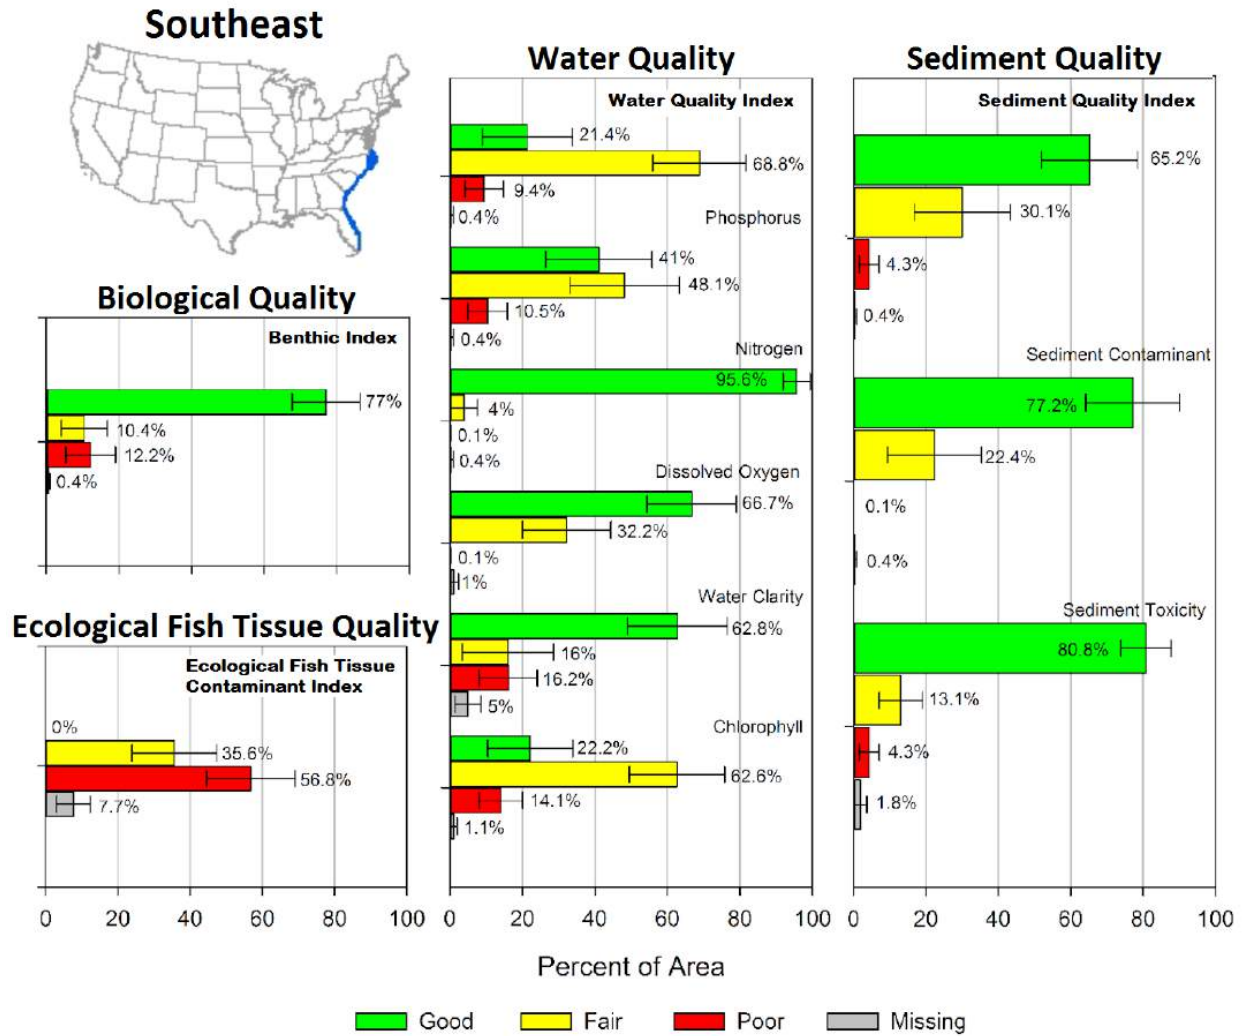 Southeast
Biological Quality
Benthic Index
77%
10.4%
12.2%
0.4%
Ecological Fish Tissue Quality
Ecological Fish Tissue
Contaminant Index
0%
35.6%
56.8%
7.7%
0 20 40 60 80 100
Water Quality
Water Quality Index
21.4%
68.8%
9.4%
0.4%
Phosphorus
41%
48.1%
10.5%
0.4%
Nitrogen
95.6%
4%
0.1%
0.4%
Dissolved Oxygen
66.7%
32.2%
0.1%
1%
Water Clarity
62.8%
16%
16.2%
5%
Chlorophyll
22.2%
62.6%
14.1%
1.1%
0 20 40 60 80 100
Sediment Quality
Sediment Quality Index
65.2%
30.1%
4.3%
0.4%
Sediment Contaminant
77.2%
22.4%
0.1%
0.4%
Sediment Toxicity
80.8%
13.1%
4.3%
1.8%
0 20 40 60 80 100
Percent of Area
Good Fair Poor Missing